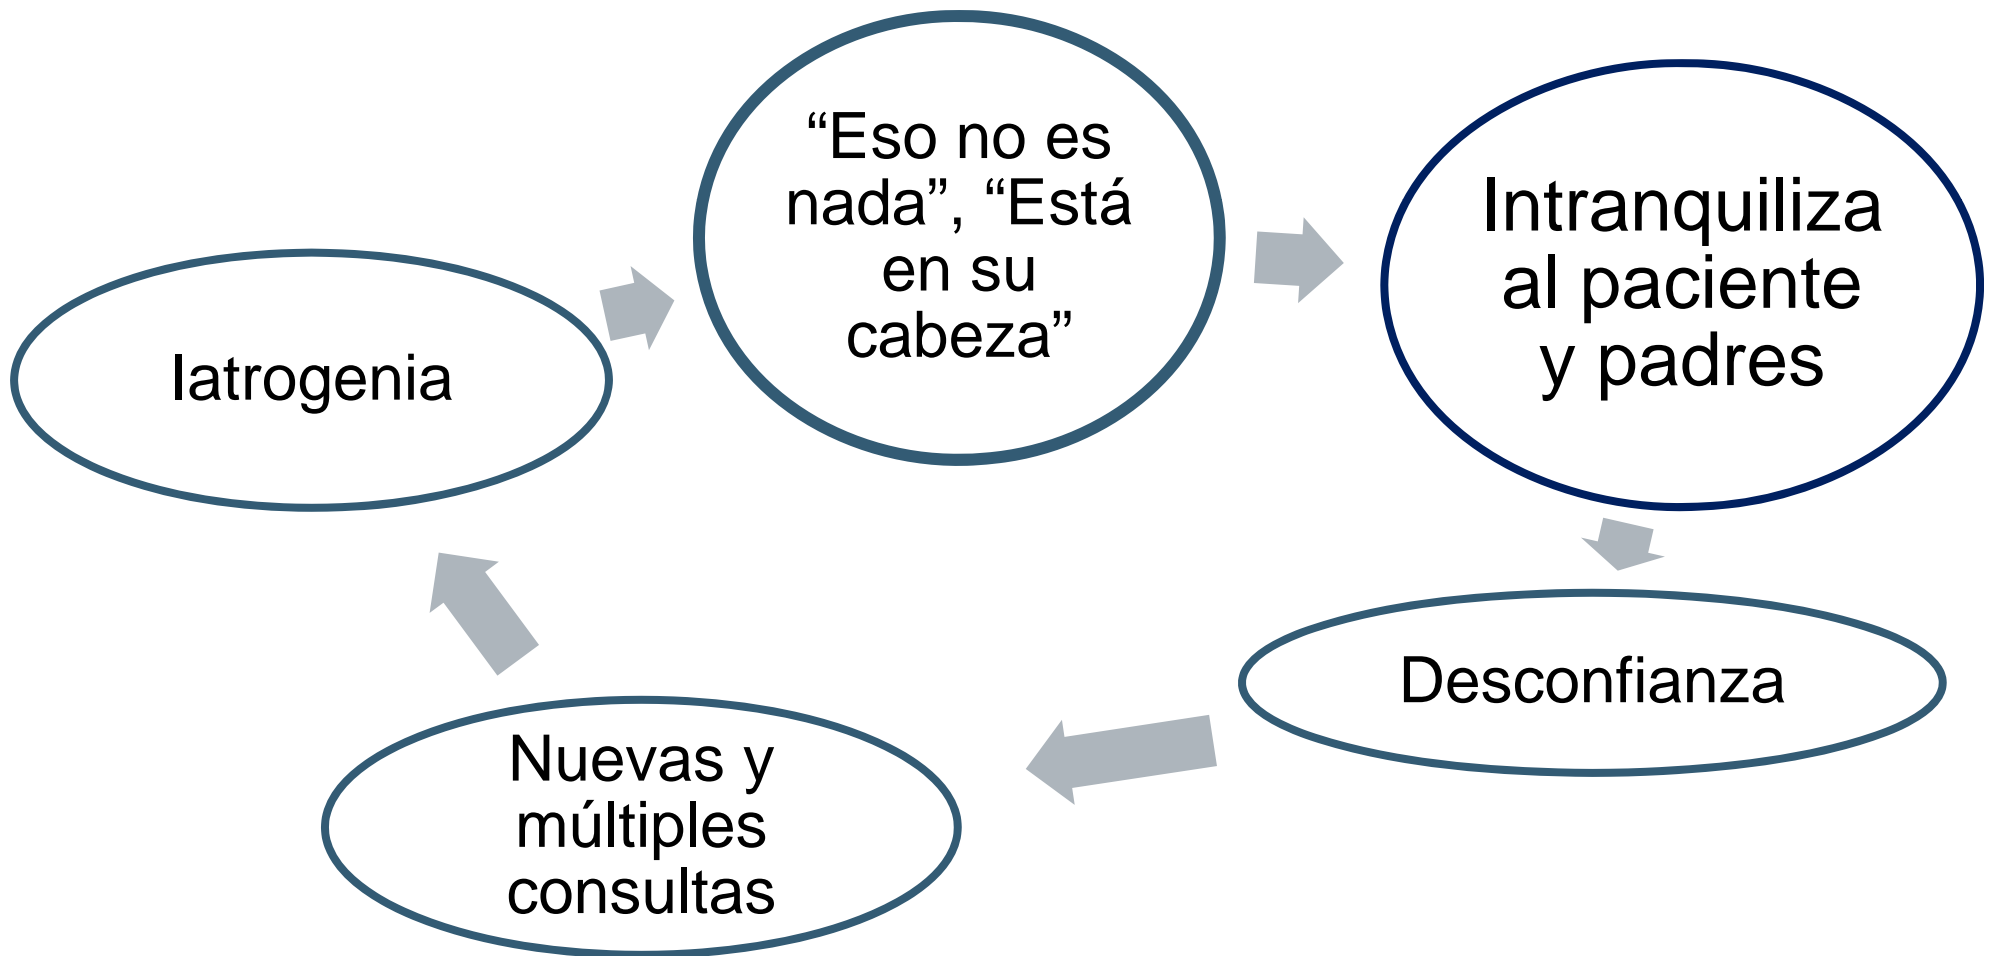 “Eso no es
nada”, “Está
en su
cabeza”
Intranquiliza
al paciente
y padres
Desconfianza
Nuevas y
múltiples
consultas
Iatrogenia